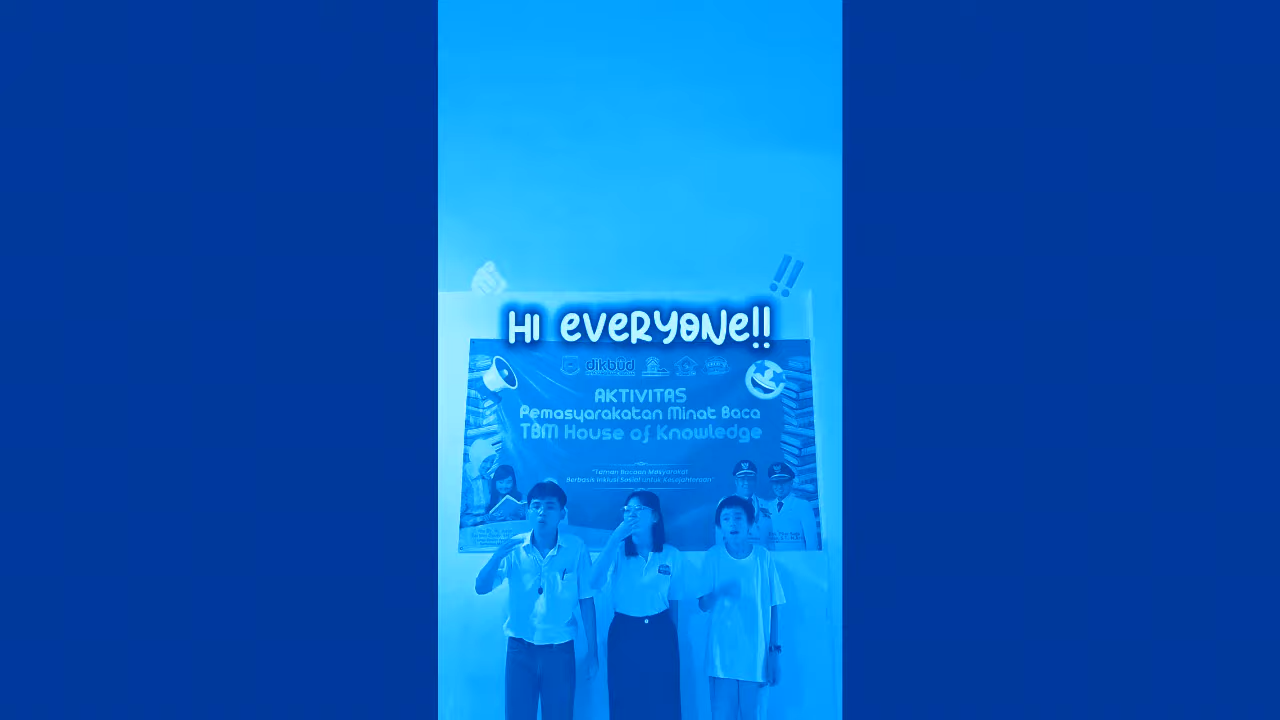 HI EVERYONE!!
dikbud
AKTIVITAS
Pemasyarakatan Minat Baca
TBM House of Knowledge
"Taman Bacaan Masyarakat
Berbasis Inklusi Sosial untuk Kesejahteraan"